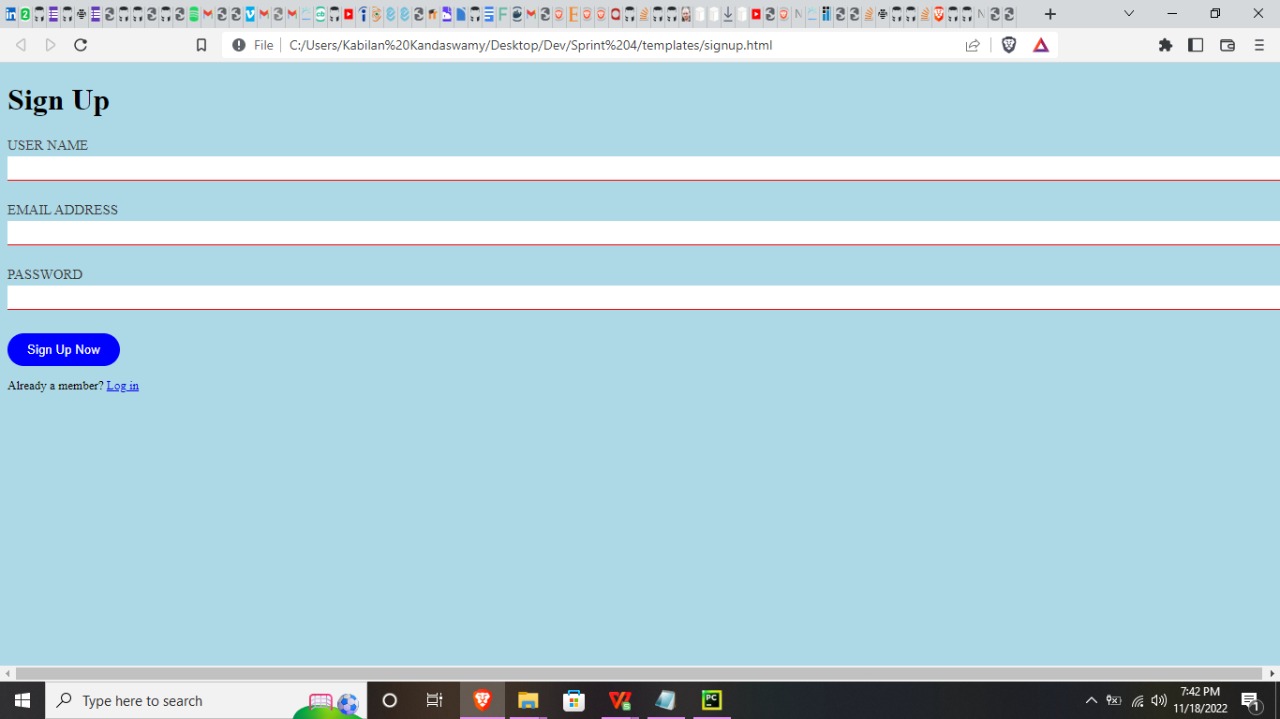 File
C:/Users/Kabilan%20Kandaswamy/Desktop/Dev/Sprint%204/templates/signup.html
Sign Up
USER NAME
EMAIL ADDRESS
PASSWORD
Sign Up Now
Already a member? Log in
Type here to search
7:42 PM
11/18/2022
1